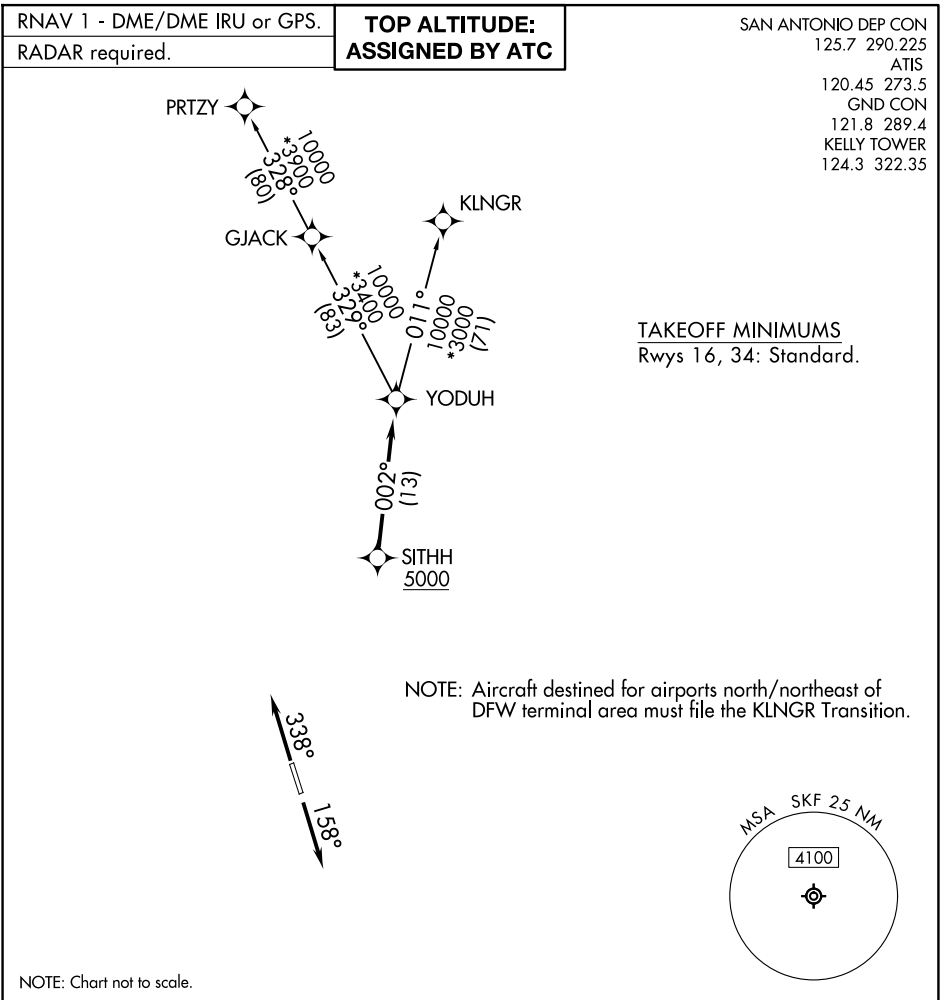 RNAV 1 - DME/DME IRU or GPS.
RADAR required.
TOP ALTITUDE:
ASSIGNED BY ATC
SAN ANTONIO DEP CON
125.7 290.225
ATIS
120.45 273.5
GND CON
121.8 289.4
KELLY TOWER
124.3 322.35
PRTZY
10000
*3900
328°
(80)
KLNGR
GJACK
10000
*3400
329°
(83)
011°
10000
*3000
(71)
TAKEOFF MINIMUMS
Rwys 16, 34: Standard.
YODUH
002°
(13)
SITHH
5000
NOTE: Aircraft destined for airports north/northeast of
DFW terminal area must file the KLNGR Transition.
338°
158°
MSA SKF 25 NM
4100
NOTE: Chart not to scale.